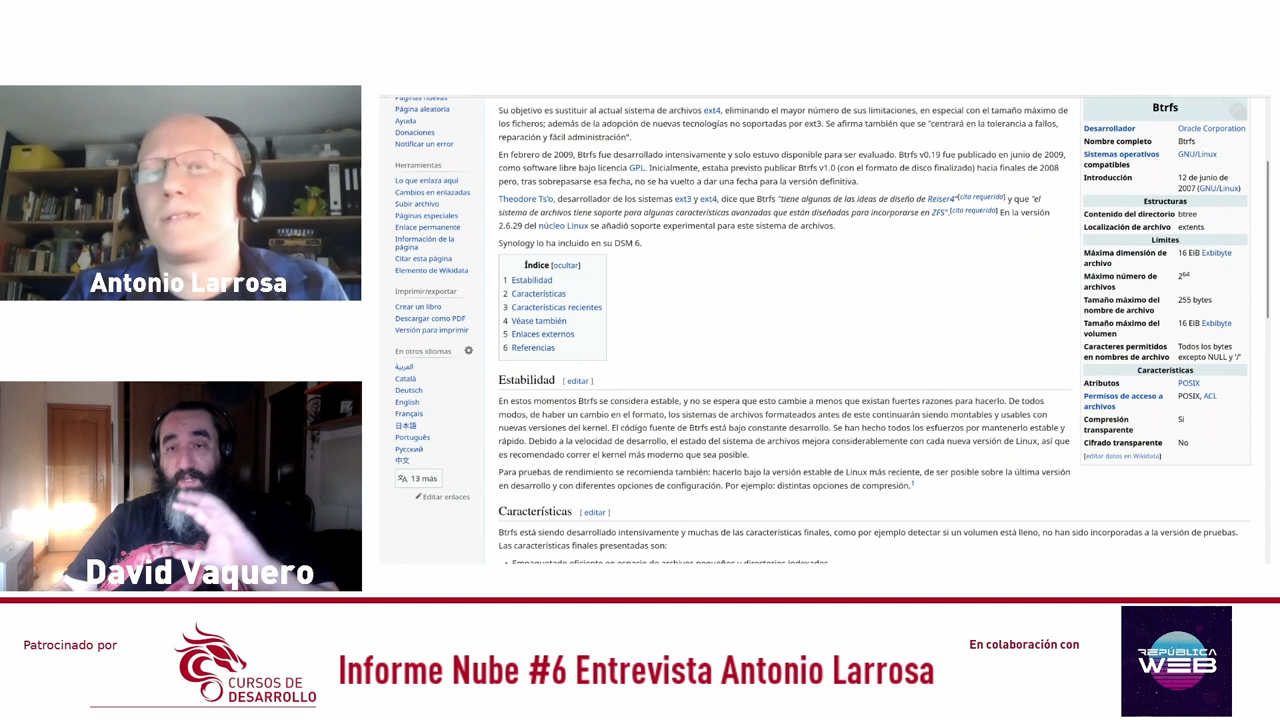 Antonio Larrosa
David Vaquero
Páginas nuevas
Página aleatoria
Ayuda
Donaciones
Notificar un error
Herramientas
Lo que enlaza aquí
Cambios en enlazadas
Subir archivo
Páginas especiales
Enlace permanente
Información de la
página
Citar esta página
Elemento de Wikidata
Imprimir/exportar
Crear un libro
Descargar como PDF
Versión para imprimir
En otros idiomas
العربية
Català
Deutsch
English
Français
日本語
Português
Русский
中文
13 más
Editar enlaces
Su objetivo es sustituir al actual sistema de archivos ext4, eliminando el mayor número de sus limitaciones, en especial con el tamaño máximo de
los ficheros; además de la adopción de nuevas tecnologías no soportadas por ext3. Se afirma también que se "centrará en la tolerancia a fallos,
reparación y fácil administración".
En febrero de 2009, Btrfs fue desarrollado intensivamente y solo estuvo disponible para ser evaluado. Btrfs v0.19 fue publicado en junio de 2009,
como software libre bajo licencia GPL. Inicialmente, estaba previsto publicar Btrfs v1.0 (con el formato de disco finalizado) hacia finales de 2008
pero, tras sobrepasarse esa fecha, no se ha vuelto a dar una fecha para la versión definitiva.
Theodore Ts'o, desarrollador de los sistemas ext3 y ext4, dice que Btrfs "tiene algunas de las ideas de diseño de Reiser4"[cita requerida] y que "el
sistema de archivos tiene soporte para algunas características avanzadas que están diseñadas para incorporarse en ZFS".[cita requerida] En la versión
2.6.29 del núcleo Linux se añadió soporte experimental para este sistema de archivos.
Synology lo ha incluido en su DSM 6.
Índice [ocultar]
1 Estabilidad
2 Características
3 Características recientes
4 Véase también
5 Enlaces externos
6 Referencias
Estabilidad [ editar ]
En estos momentos Btrfs se considera estable, y no se espera que esto cambie a menos que existan fuertes razones para hacerlo. De todos
modos, de haber un cambio en el formato, los sistemas de archivos formateados antes de este continuarán siendo montables y usables con
nuevas versiones del kernel. El código fuente de Btrfs está bajo constante desarrollo. Se han hecho todos los esfuerzos por mantenerlo estable y
rápido. Debido a la velocidad de desarrollo, el estado del sistema de archivos mejora considerablemente con cada nueva versión de Linux, así que
es recomendado correr el kernel más moderno que sea posible.
Para pruebas de rendimiento se recomienda también: hacerlo bajo la versión estable de Linux más reciente, de ser posible sobre la última versión
en desarrollo y con diferentes opciones de configuración. Por ejemplo: distintas opciones de compresión.1
Características [ editar ]
Btrfs está siendo desarrollado intensivamente y muchas de las características finales, como por ejemplo detectar si un volumen está lleno, no han sido incorporadas a la versión de pruebas.
Las características finales presentadas son:
• Empaquetado eficiente en espacio de archivos pequeños y directorios indexados
Btrfs
Desarrollador Oracle Corporation
Nombre completo Btrfs
Sistemas operativos GNU/Linux
compatibles
Introducción 12 de junio de
2007 (GNU/Linux)
Estructuras
Contenido del directorio btree
Localización de archivo extents
Límites
Máxima dimensión de 16 EiB Exbibyte
archivo
Máximo número de 2^64
archivos
Tamaño máximo del 255 bytes
nombre de archivo
Tamaño máximo del 16 EiB Exbibyte
volumen
Caracteres permitidos Todos los bytes
en nombres de archivo excepto NULL y '/'
Características
Atributos POSIX
Permisos de acceso a POSIX, ACL
archivos
Compresión Si
transparente
Cifrado transparente No
[editar datos en Wikidata]
Patrocinado por
CURSOS DE
DESARROLLO
Informe Nube #6 Entrevista Antonio Larrosa
En colaboración con
REPÚBLICA
WEB